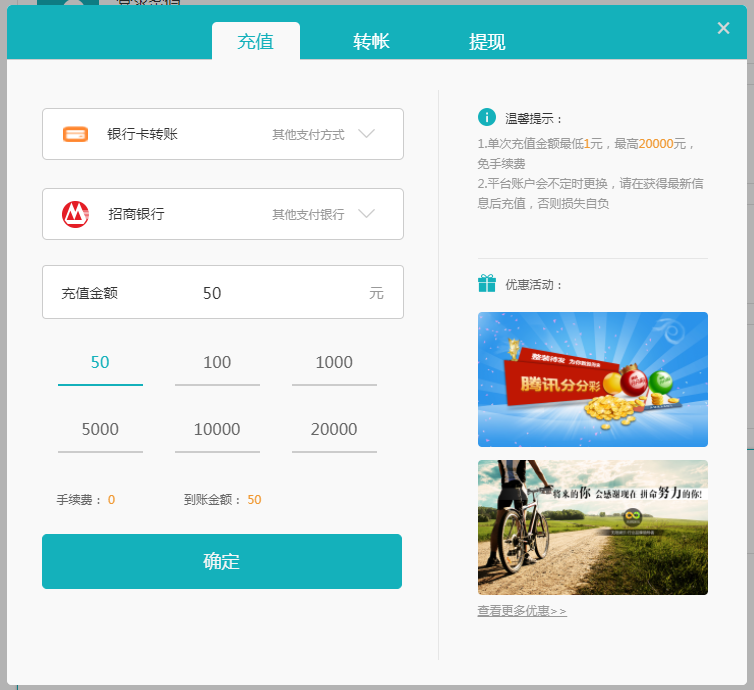 充值
转帐
提现
银行卡转账
其他支付方式
招商银行
其他支付银行
充值金额
50
元
50
100
1000
5000
10000
20000
手续费： 0
到账金额： 50
确定
温馨提示：
1.单次充值金额最低1元，最高20000元，
免手续费
2.平台账户会不定时更换，请在获得最新信
息后充值，否则损失自负
优惠活动：
整装待发
腾讯分分彩
将来的你 会感谢现在 拼命努力的你!
查看更多优惠>>